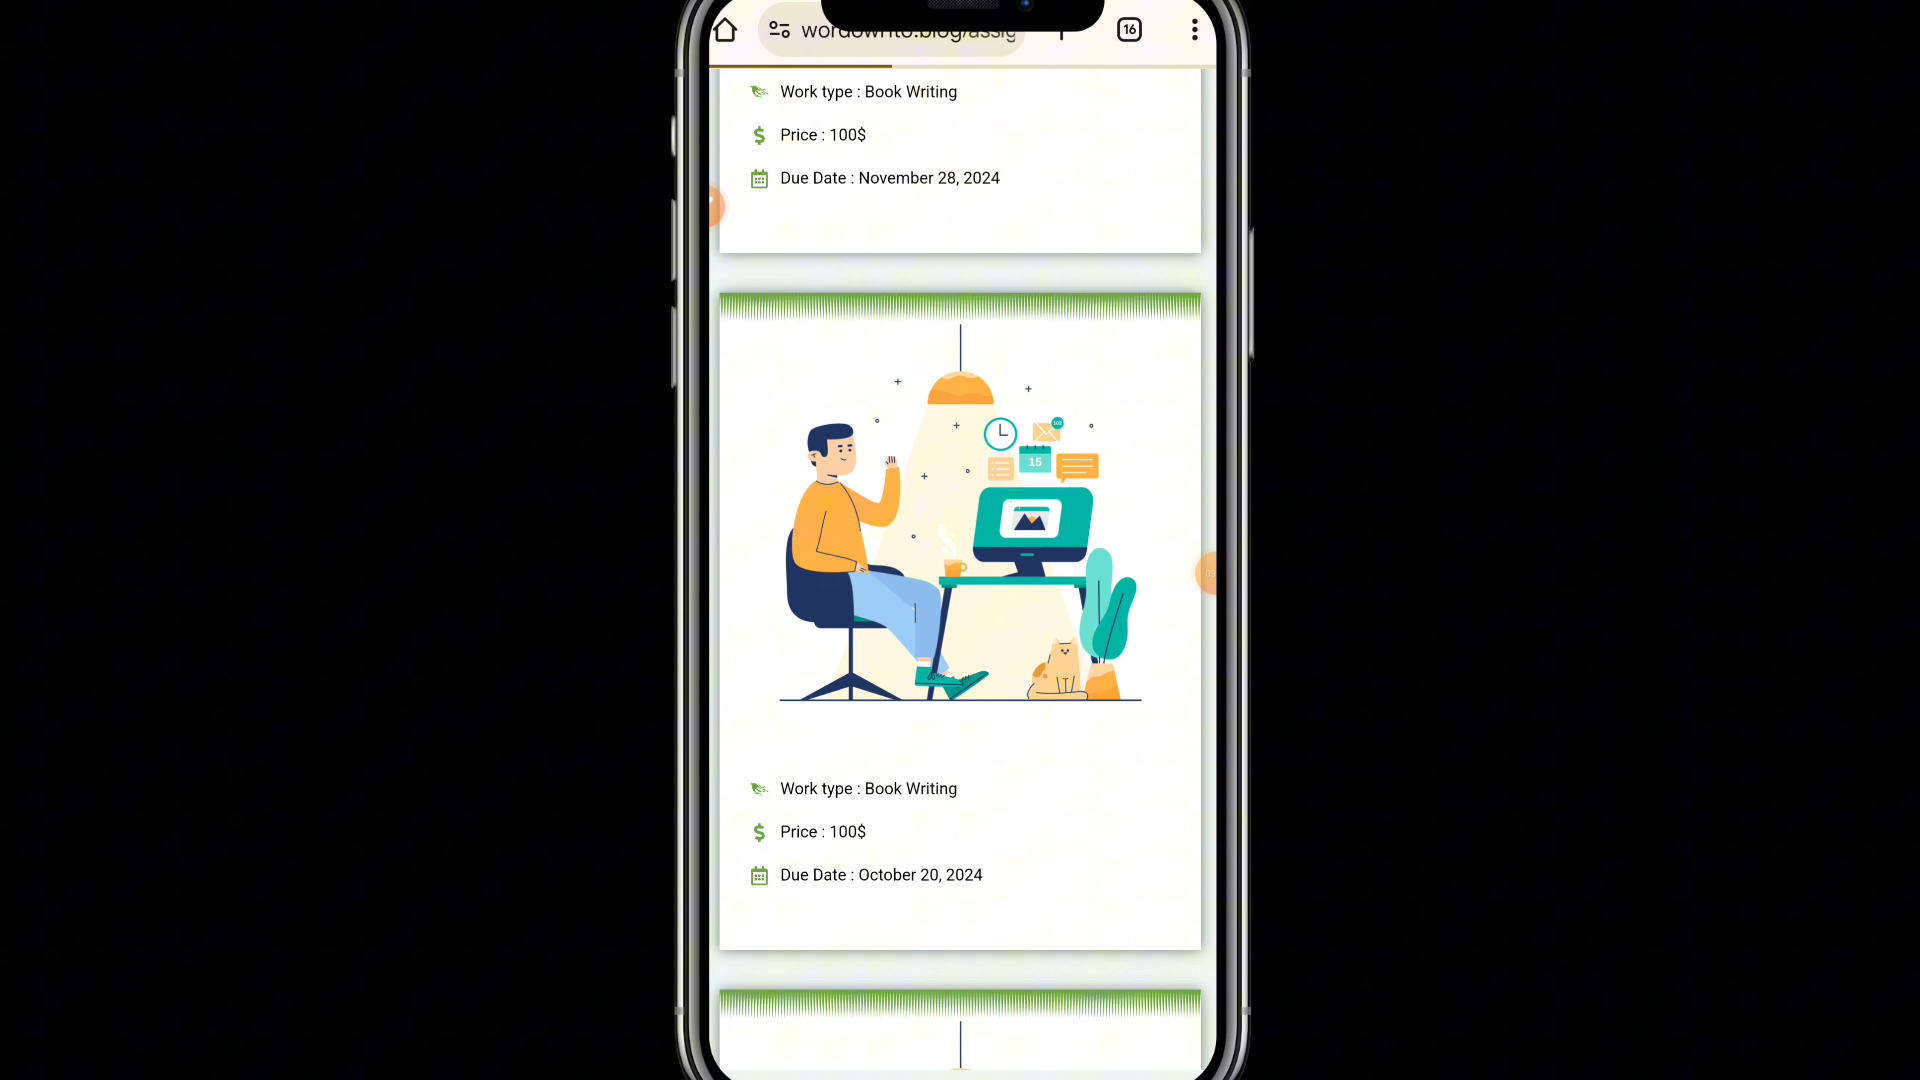 16
Work type : Book Writing
Price : 100$
Due Date : November 28, 2024
15
Work type : Book Writing
Price : 100$
Due Date : October 20, 2024